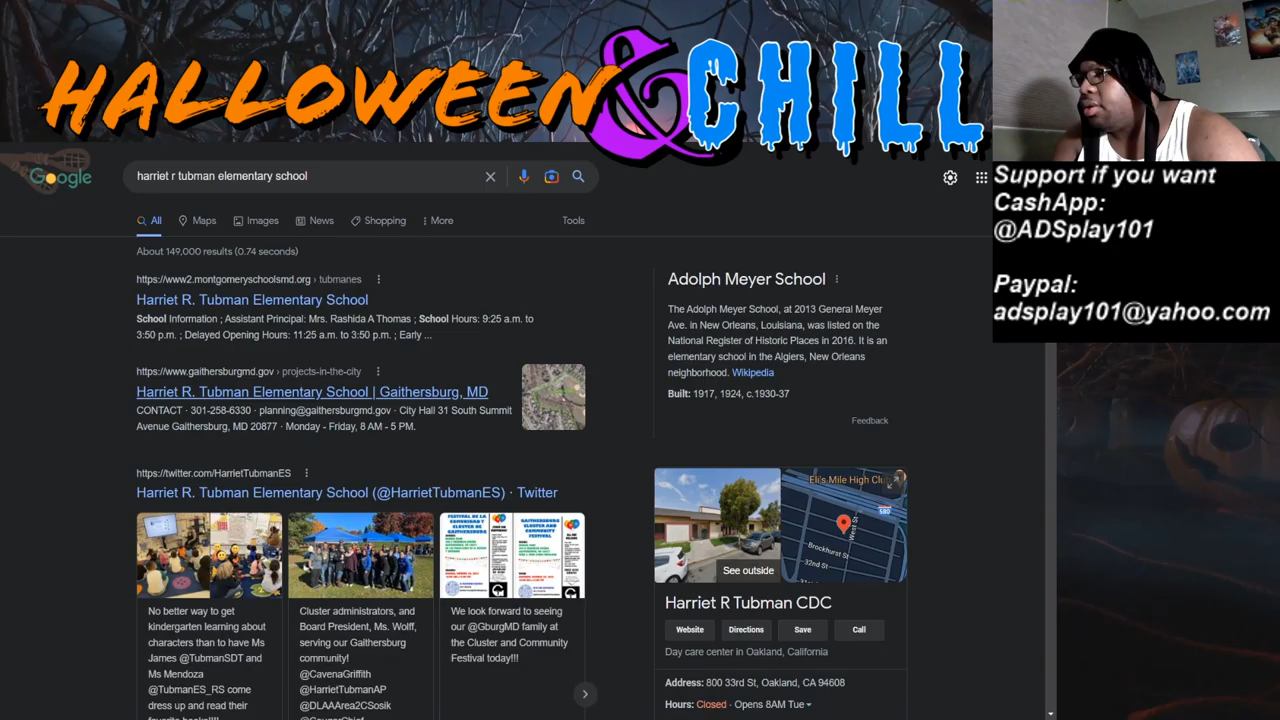 HALLOWEEN & CHILL
Google
harriet r tubman elementary school
All
Maps
Images
News
Shopping
More
Tools
About 149,000 results (0.74 seconds)
https://www2.montgomeryschoolsmd.org › tubmanes
Harriet R. Tubman Elementary School
School Information ; Assistant Principal: Mrs. Rashida A Thomas ; School Hours: 9:25 a.m. to
3:50 p.m. ; Delayed Opening Hours: 11:25 a.m. to 3:50 p.m. ; Early ...
https://www.gaithersburgmd.gov › projects-in-the-city
Harriet R. Tubman Elementary School | Gaithersburg, MD
CONTACT · 301-258-6330 · planning@gaithersburgmd.gov · City Hall 31 South Summit
Avenue Gaithersburg, MD 20877 · Monday - Friday, 8 AM - 5 PM.
https://twitter.com/HarrietTubmanES
Harriet R. Tubman Elementary School (@HarrietTubmanES) · Twitter
No better way to get
kindergarten learning about
characters than to have Ms
James @TubmanSDT and
Ms Mendoza
@TubmanES_RS come
dress up and read their
Cluster administrators, and
Board President, Ms. Wolff,
serving our Gaithersburg
community!
@CavenaGriffith
@HarrietTubmanAP
@DLAAArea2CSosik
We look forward to seeing
our @GburgMD family at
the Cluster and Community
Festival today!!!
Adolph Meyer School
The Adolph Meyer School, at 2013 General Meyer
Ave. in New Orleans, Louisiana, was listed on the
National Register of Historic Places in 2016. It is an
elementary school in the Algiers, New Orleans
neighborhood. Wikipedia
Built: 1917, 1924, c.1930-37
Feedback
See outside
Eli's Mile High Clu
580
West St
Brockhurst St
32nd St
Harriet R Tubman CDC
Website
Directions
Save
Call
Day care center in Oakland, California
Address: 800 33rd St, Oakland, CA 94608
Hours: Closed · Opens 8AM Tue
Support if you want
CashApp:
@ADSplay101
Paypal:
adsplay101@yahoo.com